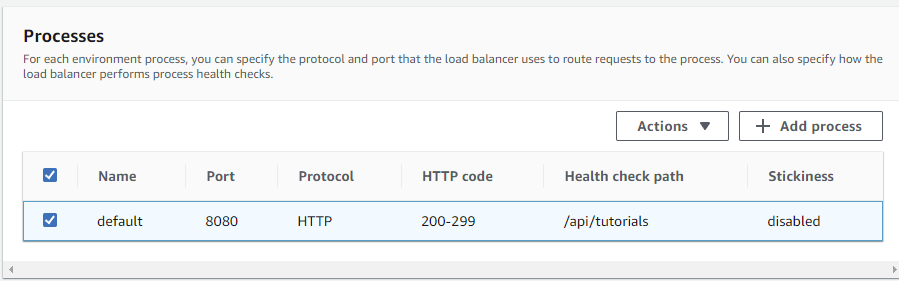 Processes
For each environment process, you can specify the protocol and port that the load balancer uses to route requests to the process. You can also specify how the
load balancer performs process health checks.
Actions
Add process
Name Port Protocol HTTP code Health check path Stickiness
default 8080 HTTP 200-299 /api/tutorials disabled